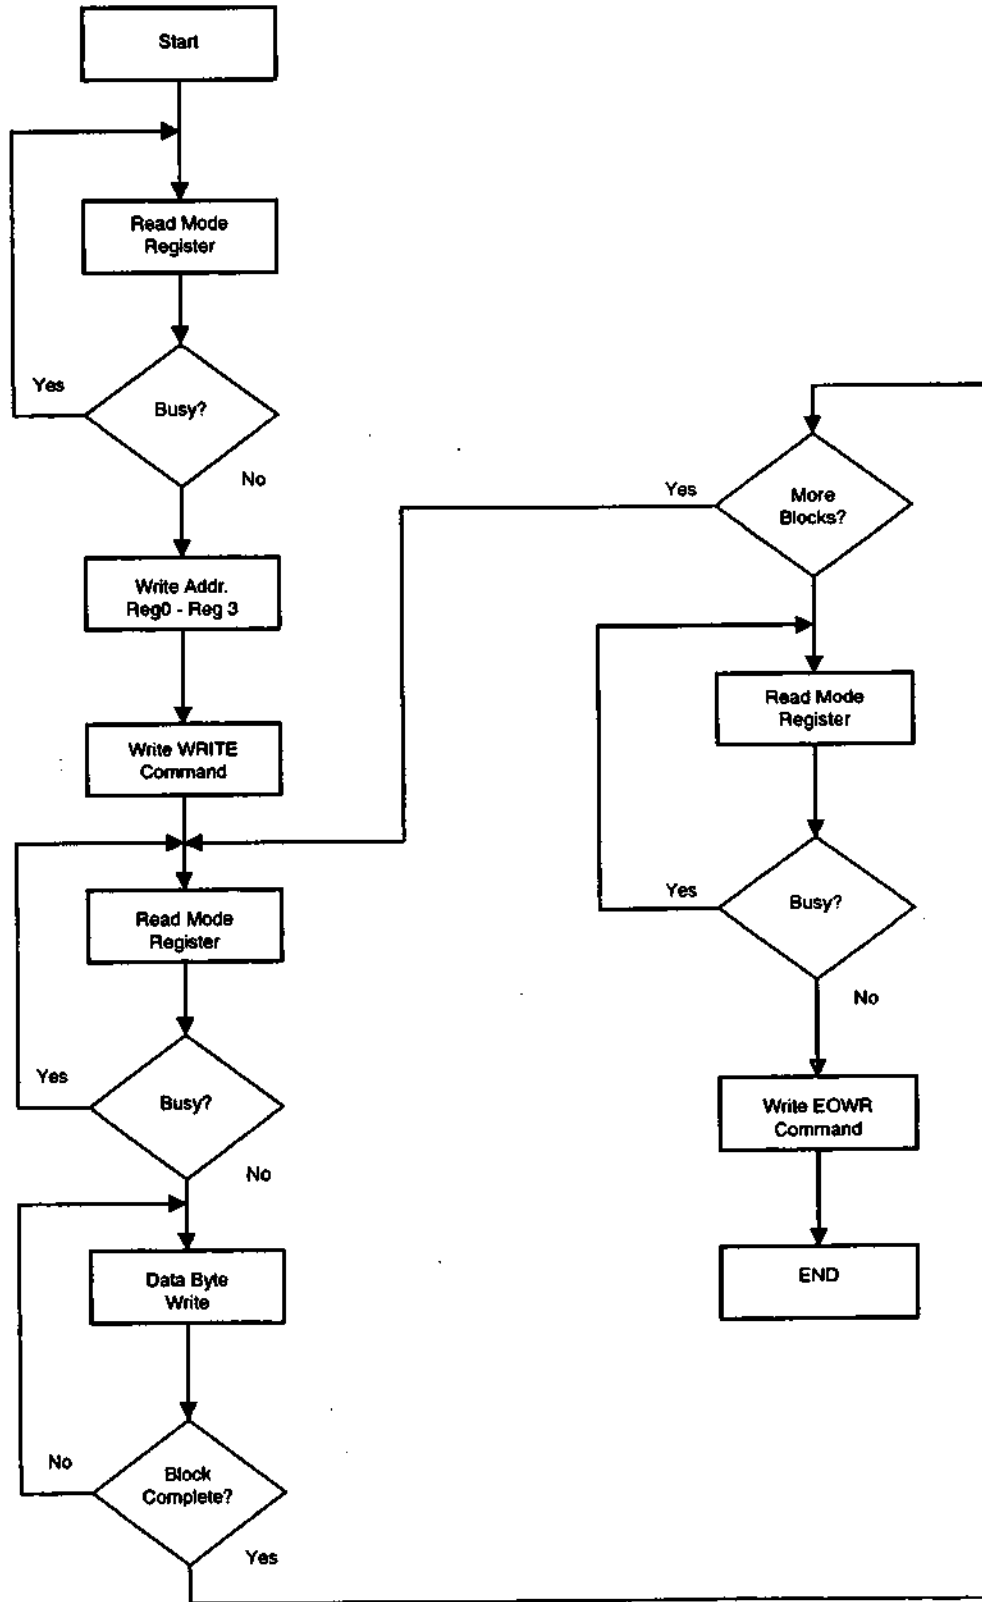 Start
Read Mode
Register
Yes
Busy?
No
Write Addr.
Reg0 - Reg 3
Write WRITE
Command
Read Mode
Register
Yes
Busy?
No
Data Byte
Write
No
Block
Complete?
Yes
Yes
More
Blocks?
Read Mode
Register
Yes
Busy?
No
Write EOWR
Command
END